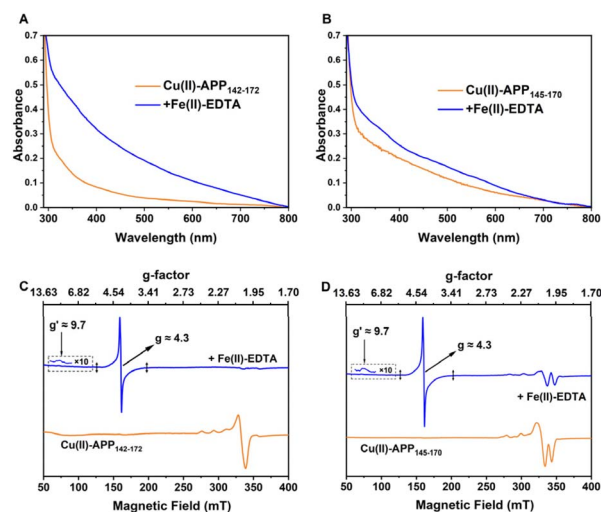 A
0.7
0.6
0.5
0.4
0.3
0.2
0.1
0.0
Absorbance
Cu(II)-APP142-172
+Fe(II)-EDTA
300 400 500 600 700 800
Wavelength (nm)
B
0.7
0.6
0.5
0.4
0.3
0.2
0.1
0.0
Absorbance
Cu(II)-APP145-170
+Fe(II)-EDTA
300 400 500 600 700 800
Wavelength (nm)
g-factor
13.63 6.82 4.54 3.41 2.73 2.27 1.95 1.70
C
g' ≈ 9.7
×10
g ≈ 4.3
+ Fe(II)-EDTA
Cu(II)-APP142-172
50 100 150 200 250 300 350 400
Magnetic Field (mT)
g-factor
13.63 6.82 4.54 3.41 2.73 2.27 1.95 1.70
D
g' ≈ 9.7
×10
g ≈ 4.3
+ Fe(II)-EDTA
Cu(II)-APP145-170
50 100 150 200 250 300 350 400
Magnetic Field (mT)